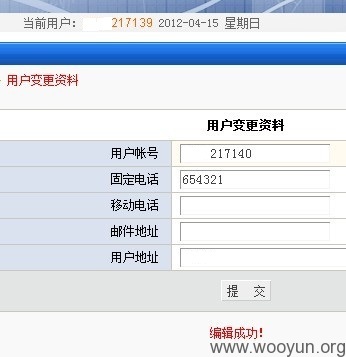 当前用户: 217139 2012-04-15 星期日
用户变更资料
用户变更资料
用户帐号 217140
固定电话 654321
移动电话
邮件地址
用户地址
提 交
编辑成功!
www.wooyun.org